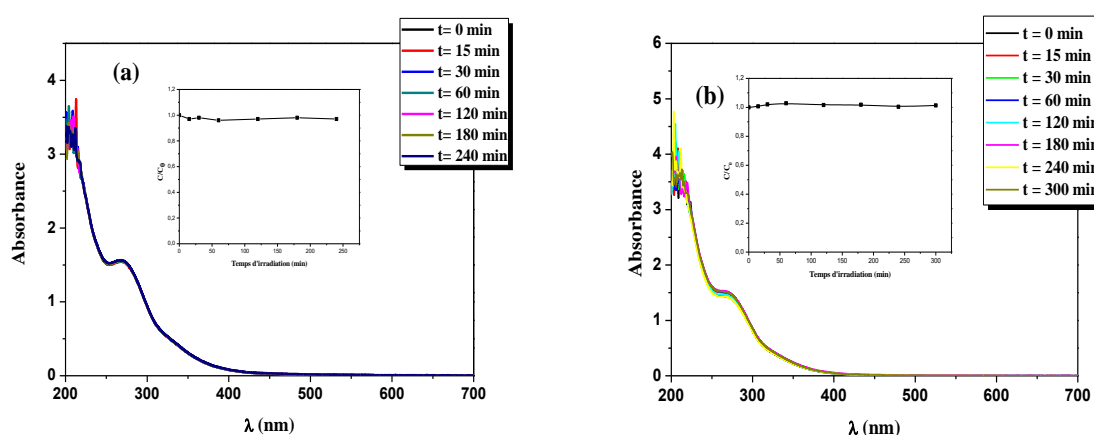 (a)
Absorbance
4
3
2
1
0
200 300 400 500 600 700
λ (nm)
t= 0 min
t= 15 min
t= 30 min
t= 60 min
t= 120 min
t= 180 min
t= 240 min
C/C0
1,2
1,0
0,8
0,6
0,4
0,2
0,0
0 50 100 150 200 250
Temps d'irradiation (min)
(b)
Absorbance
6
5
4
3
2
1
0
200 300 400 500 600 700
λ (nm)
t = 0 min
t = 15 min
t = 30 min
t = 60 min
t = 120 min
t = 180 min
t = 240 min
t = 300 min
C/C0
1,2
1,0
0,8
0,6
0,4
0,2
0,0
0 50 100 150 200 250 300
Temps d'irradiation (min)